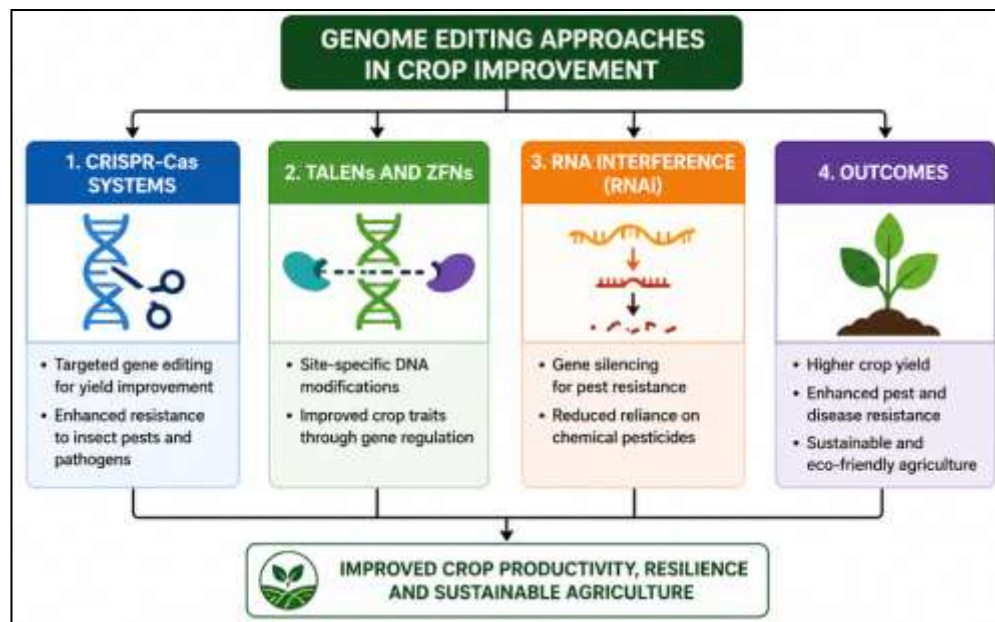 GENOME EDITING APPROACHES
IN CROP IMPROVEMENT
1. CRISPR-Cas
SYSTEMS
• Targeted gene editing
for yield improvement
• Enhanced resistance
to insect pests and
pathogens
2. TALENs AND ZFNs
• Site-specific DNA
modifications
• Improved crop traits
through gene regulation
3. RNA INTERFERENCE
(RNAI)
• Gene silencing
for pest resistance
• Reduced reliance on
chemical pesticides
4. OUTCOMES
• Higher crop yield
• Enhanced pest and
disease resistance
• Sustainable and
eco-friendly agriculture
IMPROVED CROP PRODUCTIVITY, RESILIENCE
AND SUSTAINABLE AGRICULTURE